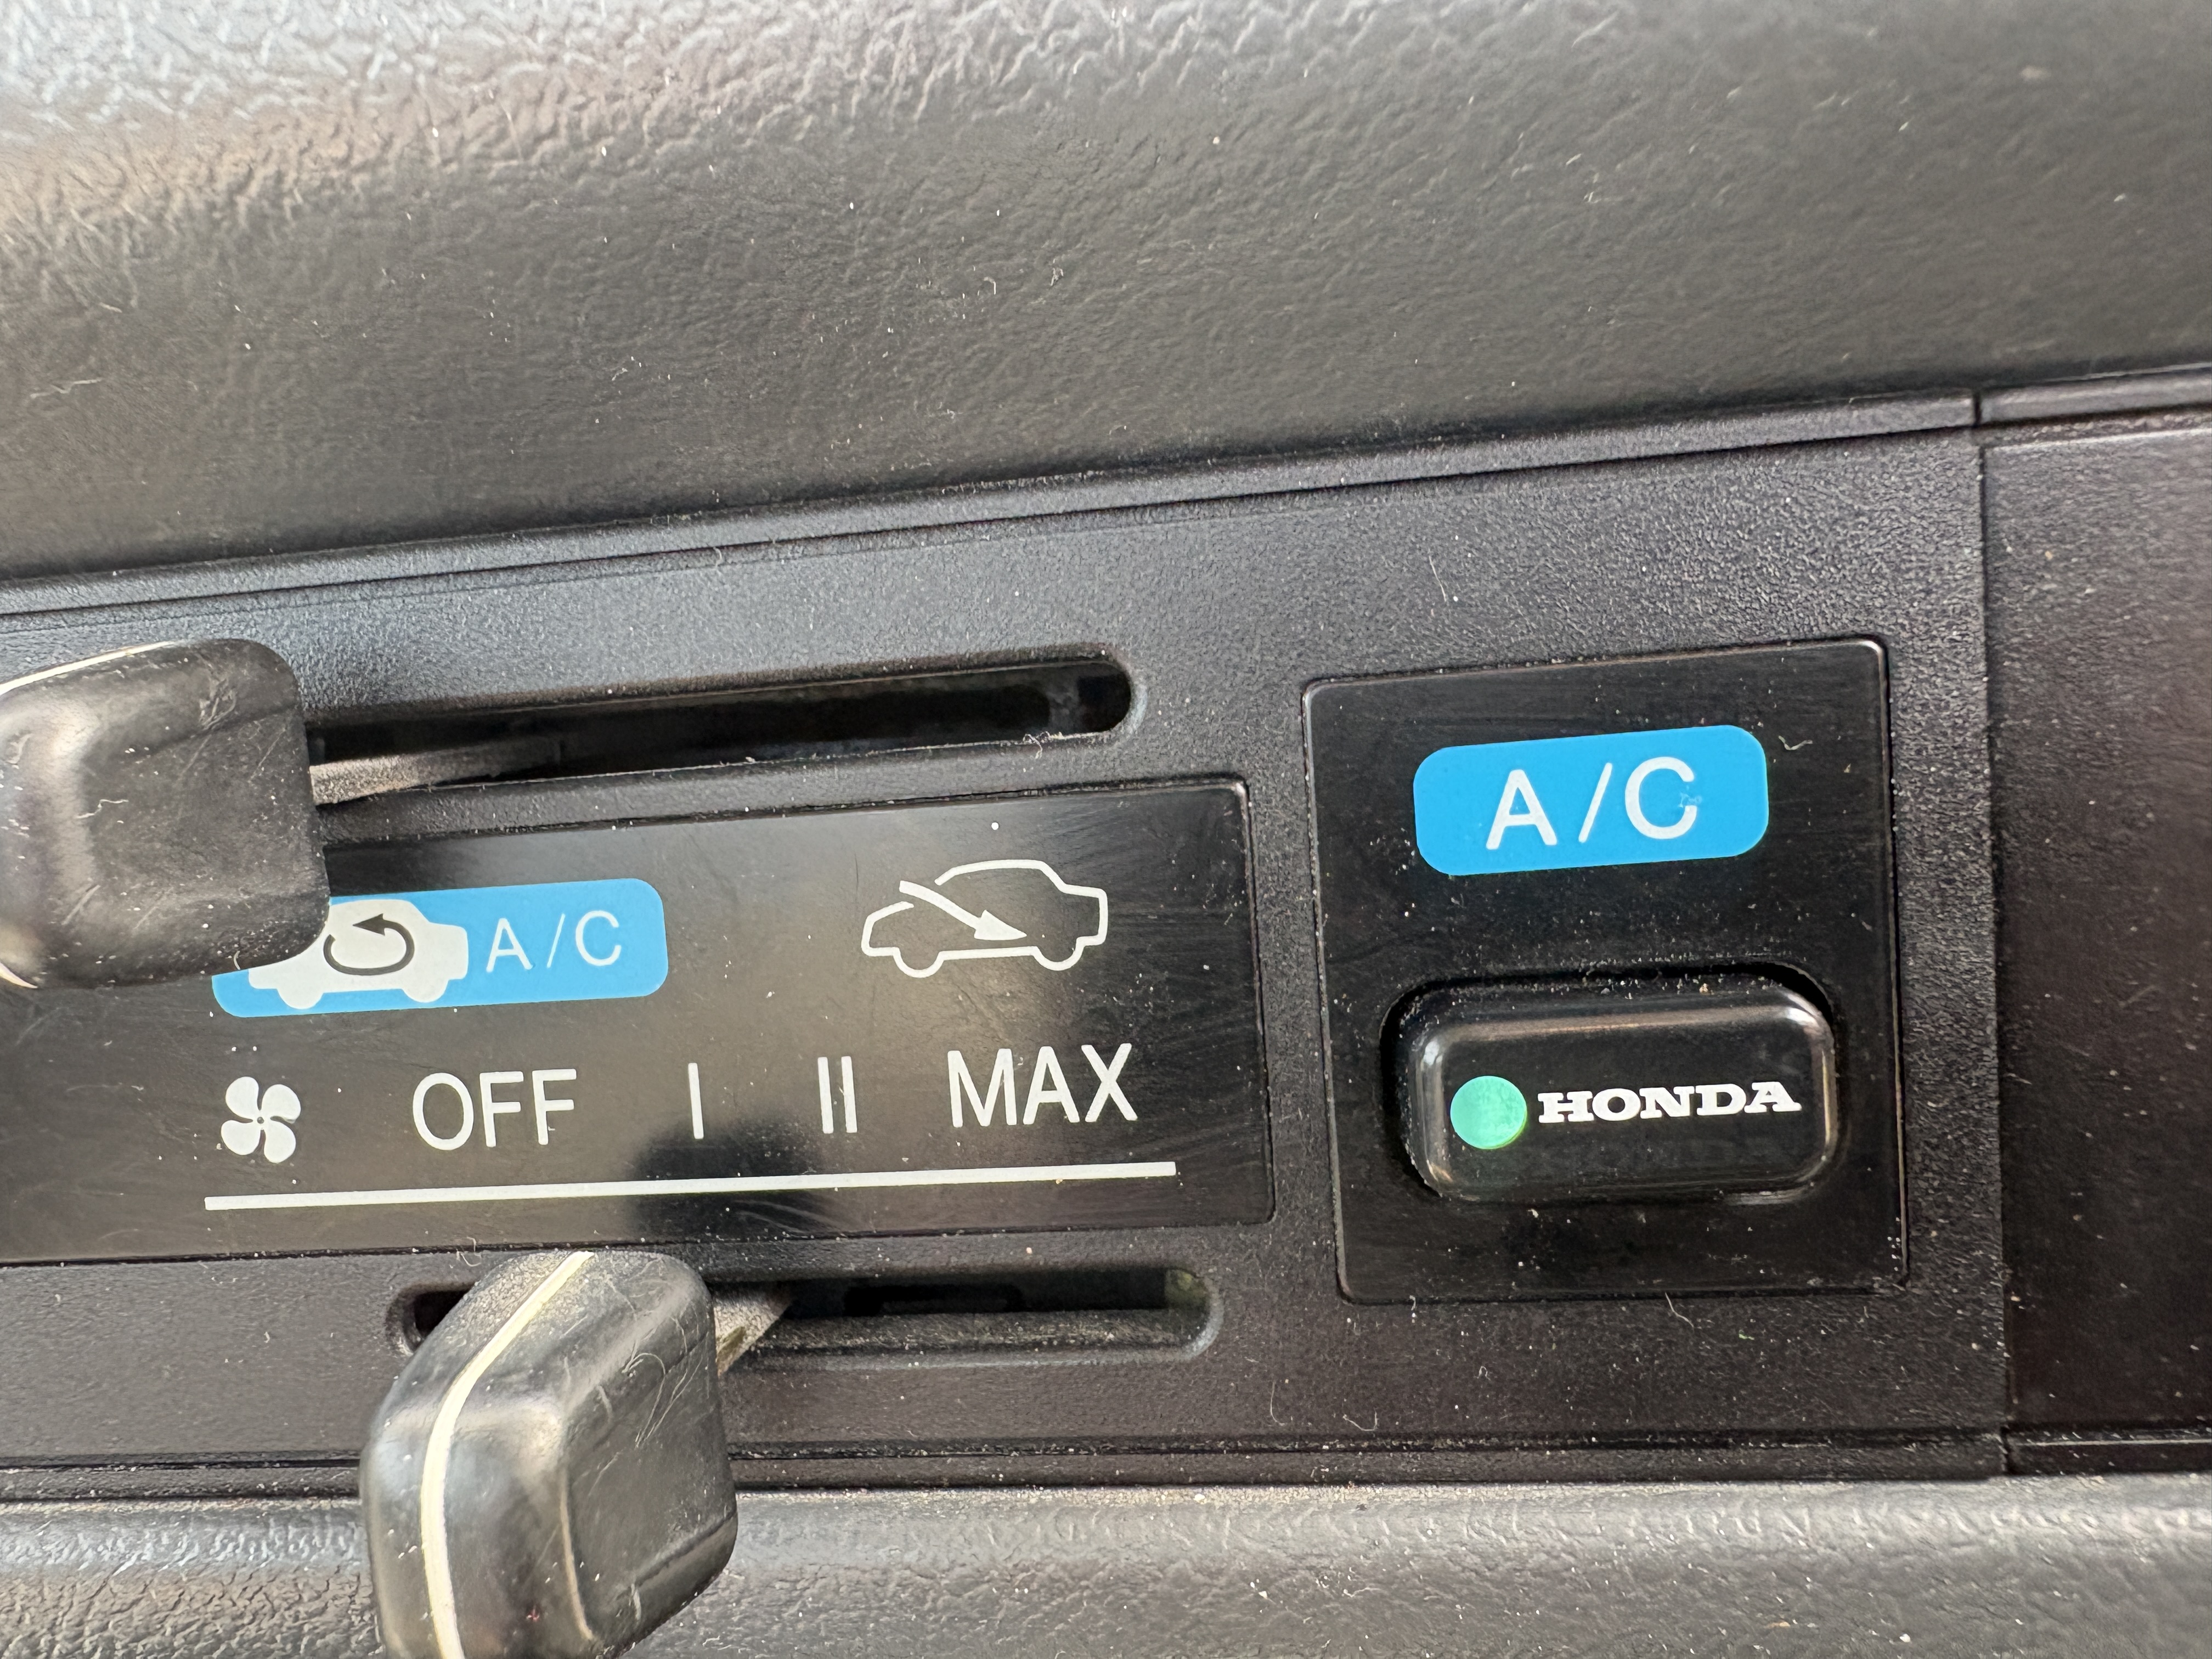 A/C
A/C
OFF I II MAX
HONDA